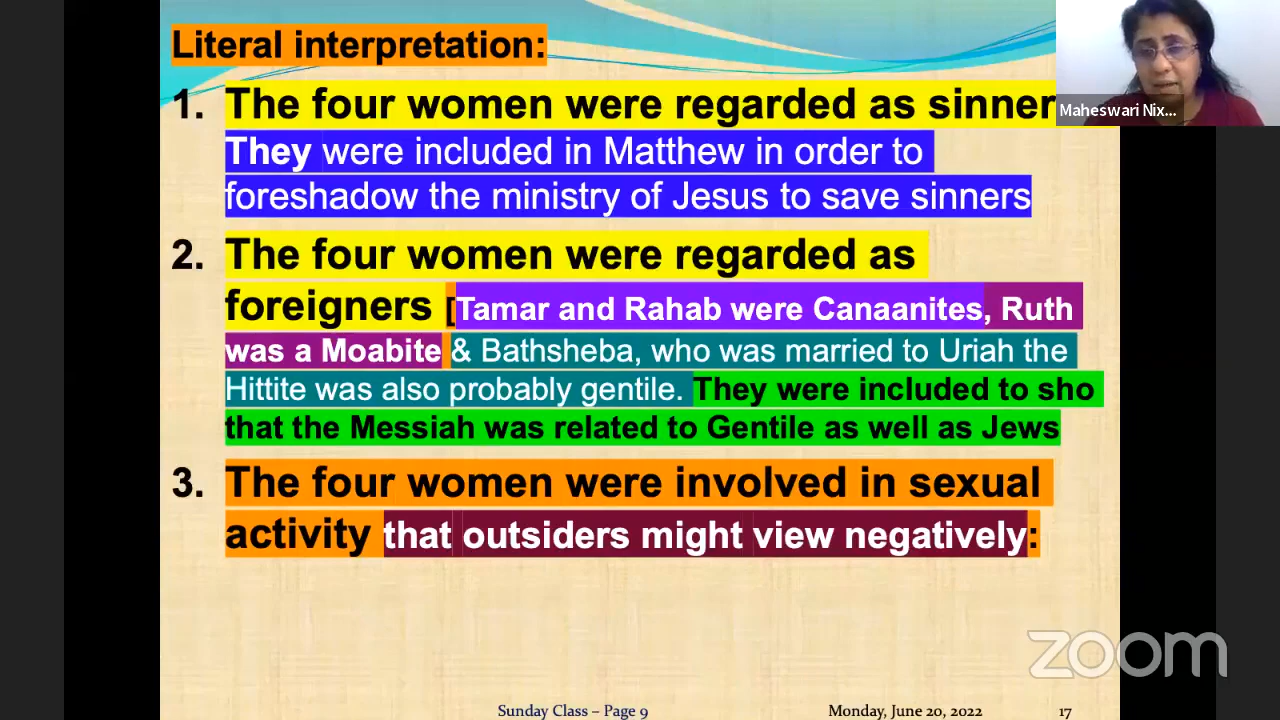 Literal interpretation:
1. The four women were regarded as sinner
They were included in Matthew in order to
foreshadow the ministry of Jesus to save sinners
2. The four women were regarded as
foreigners [Tamar and Rahab were Canaanites, Ruth
was a Moabite & Bathsheba, who was married to Uriah the
Hittite was also probably gentile. They were included to sho
that the Messiah was related to Gentile as well as Jews
3. The four women were involved in sexual
activity that outsiders might view negatively:
Maheswari Nix...
zoom
Sunday Class – Page 9
Monday, June 20, 2022
17